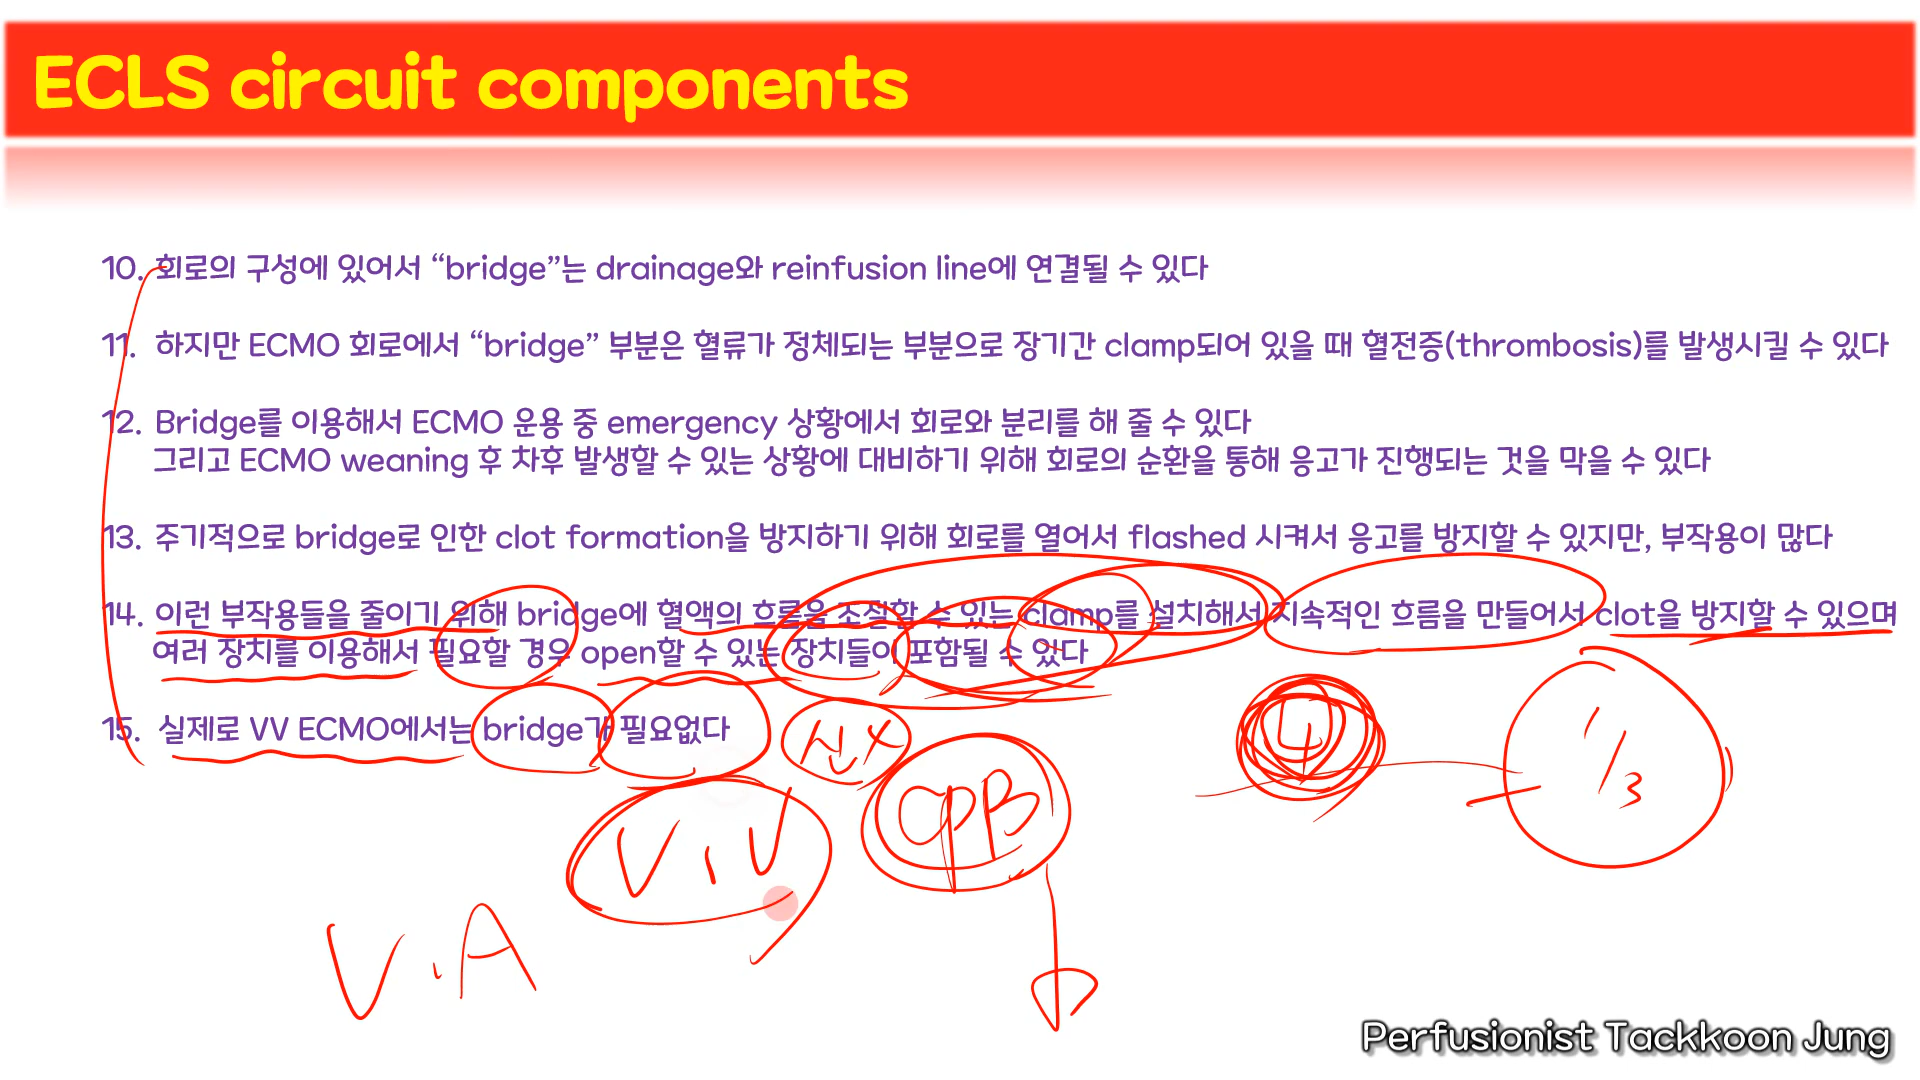 ECLS circuit components
10. 회로의 구성에 있어서 “bridge”는 drainage와 reinfusion line에 연결될 수 있다
11. 하지만 ECMO 회로에서 “bridge” 부분은 혈류가 정체되는 부분으로 장기간 clamp되어 있을 때 혈전증(thrombosis)를 발생시킬 수 있다
12. Bridge를 이용해서 ECMO 운용 중 emergency 상황에서 회로와 분리를 해 줄 수 있다
그리고 ECMO weaning 후 차후 발생할 수 있는 상황에 대비하기 위해 회로의 순환을 통해 응고가 진행되는 것을 막을 수 있다
13. 주기적으로 bridge로 인한 clot formation을 방지하기 위해 회로를 열어서 flashed 시켜서 응고를 방지할 수 있지만, 부작용이 많다
14. 이런 부작용들을 줄이기 위해 bridge에 혈액의 흐름을 조절할 수 있는 clamp를 설치해서 지속적인 흐름을 만들어서 clot을 방지할 수 있으며
여러 장치를 이용해서 필요할 경우 open할 수 있는 장치들이 포함될 수 있다
15. 실제로 VV ECMO에서는 bridge가 필요없다
1/3
CPB
V.V
V.A
Perfusionist Tackkoon Jung